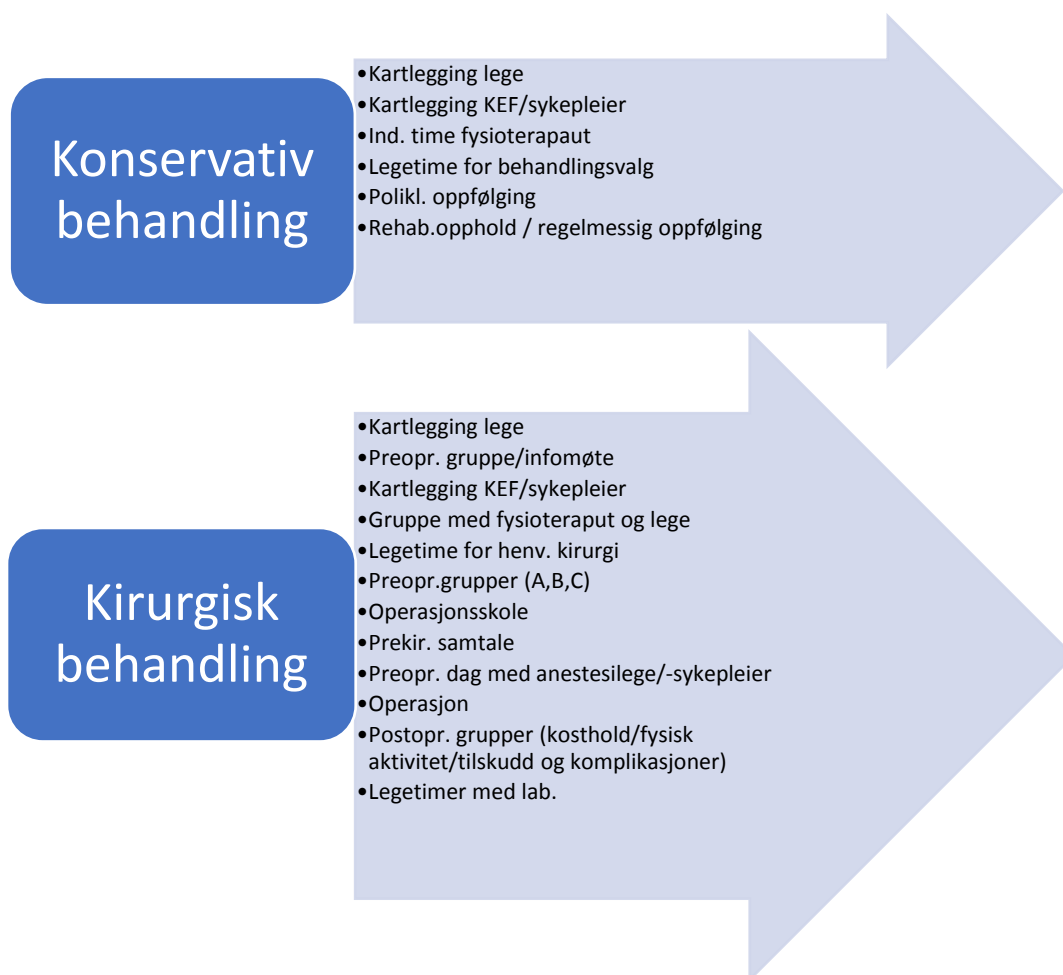 Konservativ
behandling
•Kartlegging lege
•Kartlegging KEF/sykepleier
•Ind. time fysioterapaut
•Legetime for behandlingsvalg
•Polikl. oppfølging
•Rehab.opphold / regelmessig oppfølging
Kirurgisk
behandling
•Kartlegging lege
•Preopr. gruppe/infomøte
•Kartlegging KEF/sykepleier
•Gruppe med fysioteraput og lege
•Legetime for henv. kirurgi
•Preopr.grupper (A,B,C)
•Operasjonsskole
•Prekir. samtale
•Preopr. dag med anestesilege/-sykepleier
•Operasjon
•Postopr. grupper (kosthold/fysisk
aktivitet/tilskudd og komplikasjoner)
•Legetimer med lab.